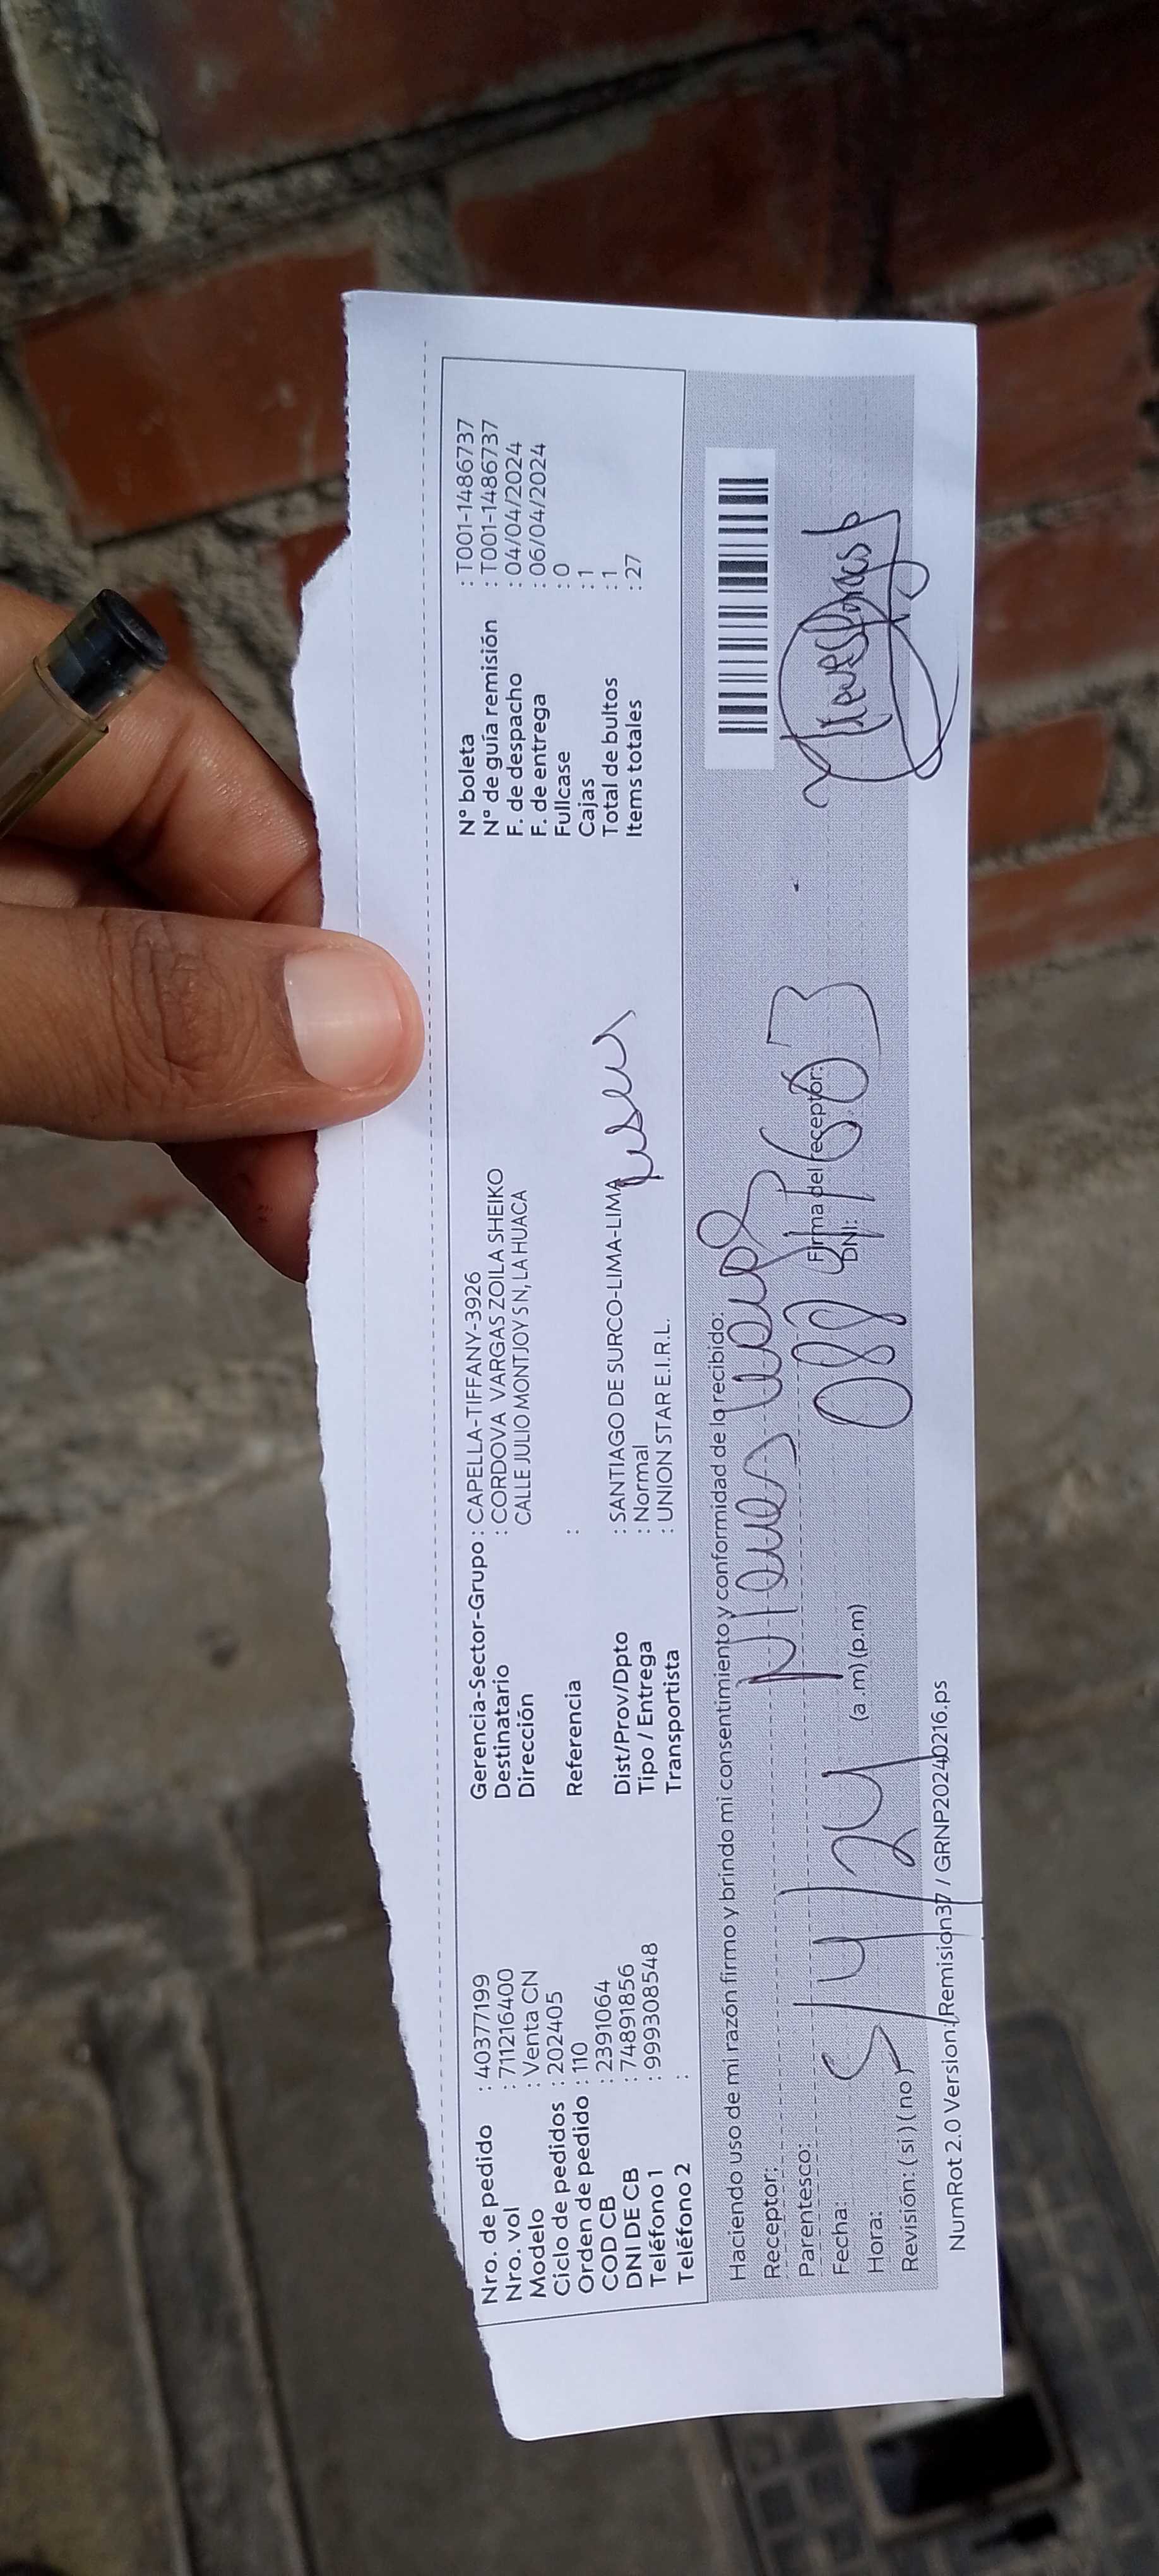 Nro. de pedido : 40377199
Nro. vol : 711216400
Modelo : Venta CN
Ciclo de pedidos : 202405
Orden de pedido : 110
COD CB : 2391064
DNI DE CB : 74891856
Teléfono 1 : 999308548
Teléfono 2 :
Gerencia-Sector-Grupo : CAPELLA-TIFFANY-3926
Destinatario : CORDOVA VARGAS ZOILA SHEIKO
Dirección CALLE JULIO MONTJOY S N, LA HUACA
Referencia :
Dist/Prov/Dpto : SANTIAGO DE SURCO-LIMA-LIMA
Tipo / Entrega : Normal
Transportista : UNION STAR E.I.R.L.
N° boleta : T001-1486737
N° de guía remisión : T001-1486737
F. de despacho : 04/04/2024
F. de entrega : 06/04/2024
Fullcase : 0
Cajas : 1
Total de bultos : 1
Items totales : 27
Haciendo uso de mi razón firmo y brindo mi consentimiento y conformidad de lo recibido:
Receptor: Nieves
Parentesco:
Fecha: 5/4/24
Hora: (a.m) (p.m)
Revisión: ( si ) ( no )
Firma del receptor:
DNI:
NumRot 2.0 Version: Remision37 / GRNP20240216.ps